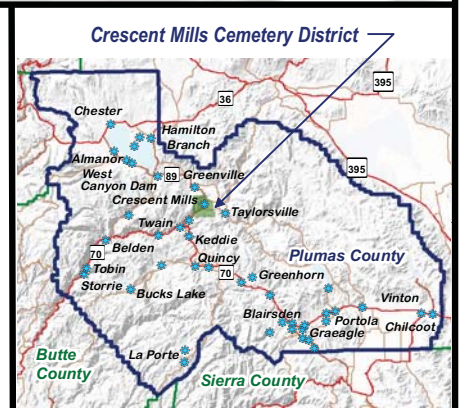 Crescent Mills Cemetery District
395
36
Chester
Hamilton
Branch
Almanor
West
Canyon Dam
89
Greenville
395
Crescent Mills
Taylorsville
Twain
Keddie
Plumas County
70
Belden
Quincy
70
Tobin
Greenhorn
Storrie
Bucks Lake
Vinton
Blairsden
Portola
Graeagle
Chilcoot
Butte
County
La Porte
Sierra County